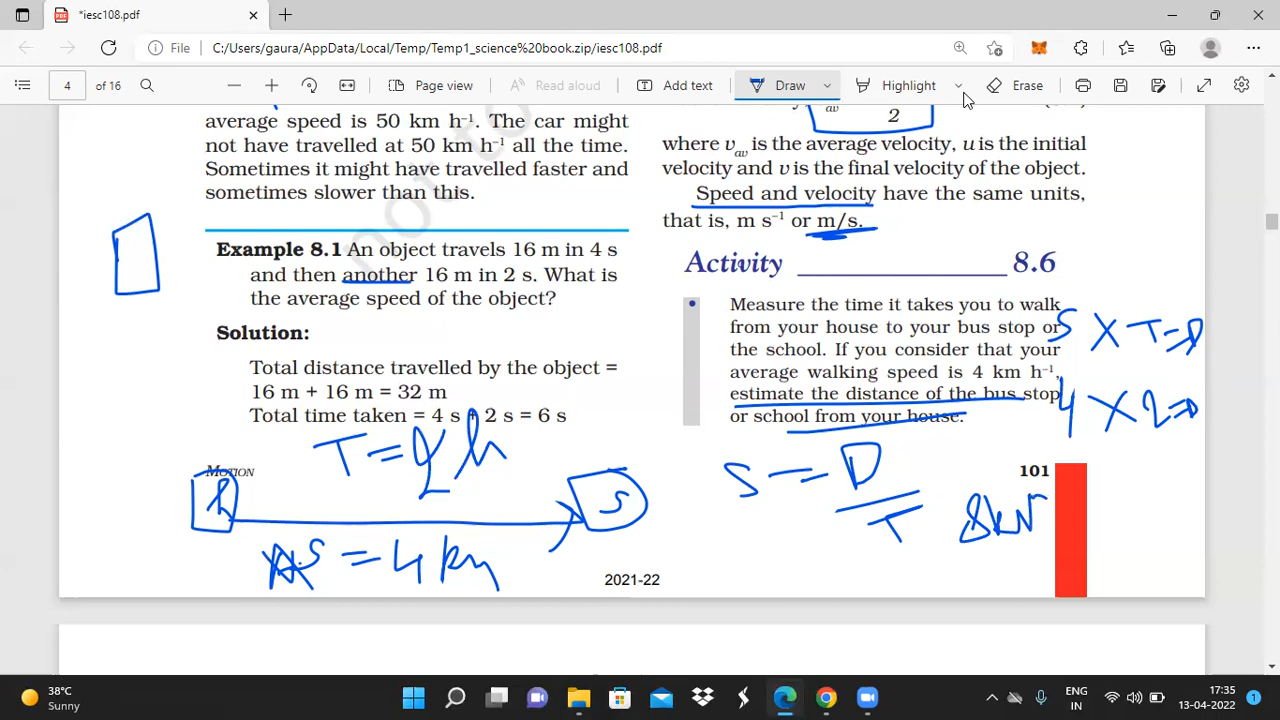 *iesc108.pdf
File C:/Users/gaura/AppData/Local/Temp/Temp1_science%20book.zip/iesc108.pdf
4 of 16 Page view Read aloud Add text Draw Highlight Erase
not to
average speed is 50 km h⁻¹. The car might
not have travelled at 50 km h⁻¹ all the time.
Sometimes it might have travelled faster and
sometimes slower than this.
Example 8.1 An object travels 16 m in 4 s
and then another 16 m in 2 s. What is
the average speed of the object?
Solution:
Total distance travelled by the object =
16 m + 16 m = 32 m
Total time taken = 4 s + 2 s = 6 s
T = 2 h
MOTION
h
s
S = 4 km
av 2
where v_av is the average velocity, u is the initial
velocity and v is the final velocity of the object.
Speed and velocity have the same units,
that is, m s⁻¹ or m/s.
Activity 8.6
• Measure the time it takes you to walk
from your house to your bus stop or
the school. If you consider that your
average walking speed is 4 km h⁻¹,
estimate the distance of the bus stop
or school from your house.
S X T = D
4 X 2 = D
S = D
T
8km
101
2021-22
38°C
Sunny
ENG
IN
17:35
13-04-2022
1